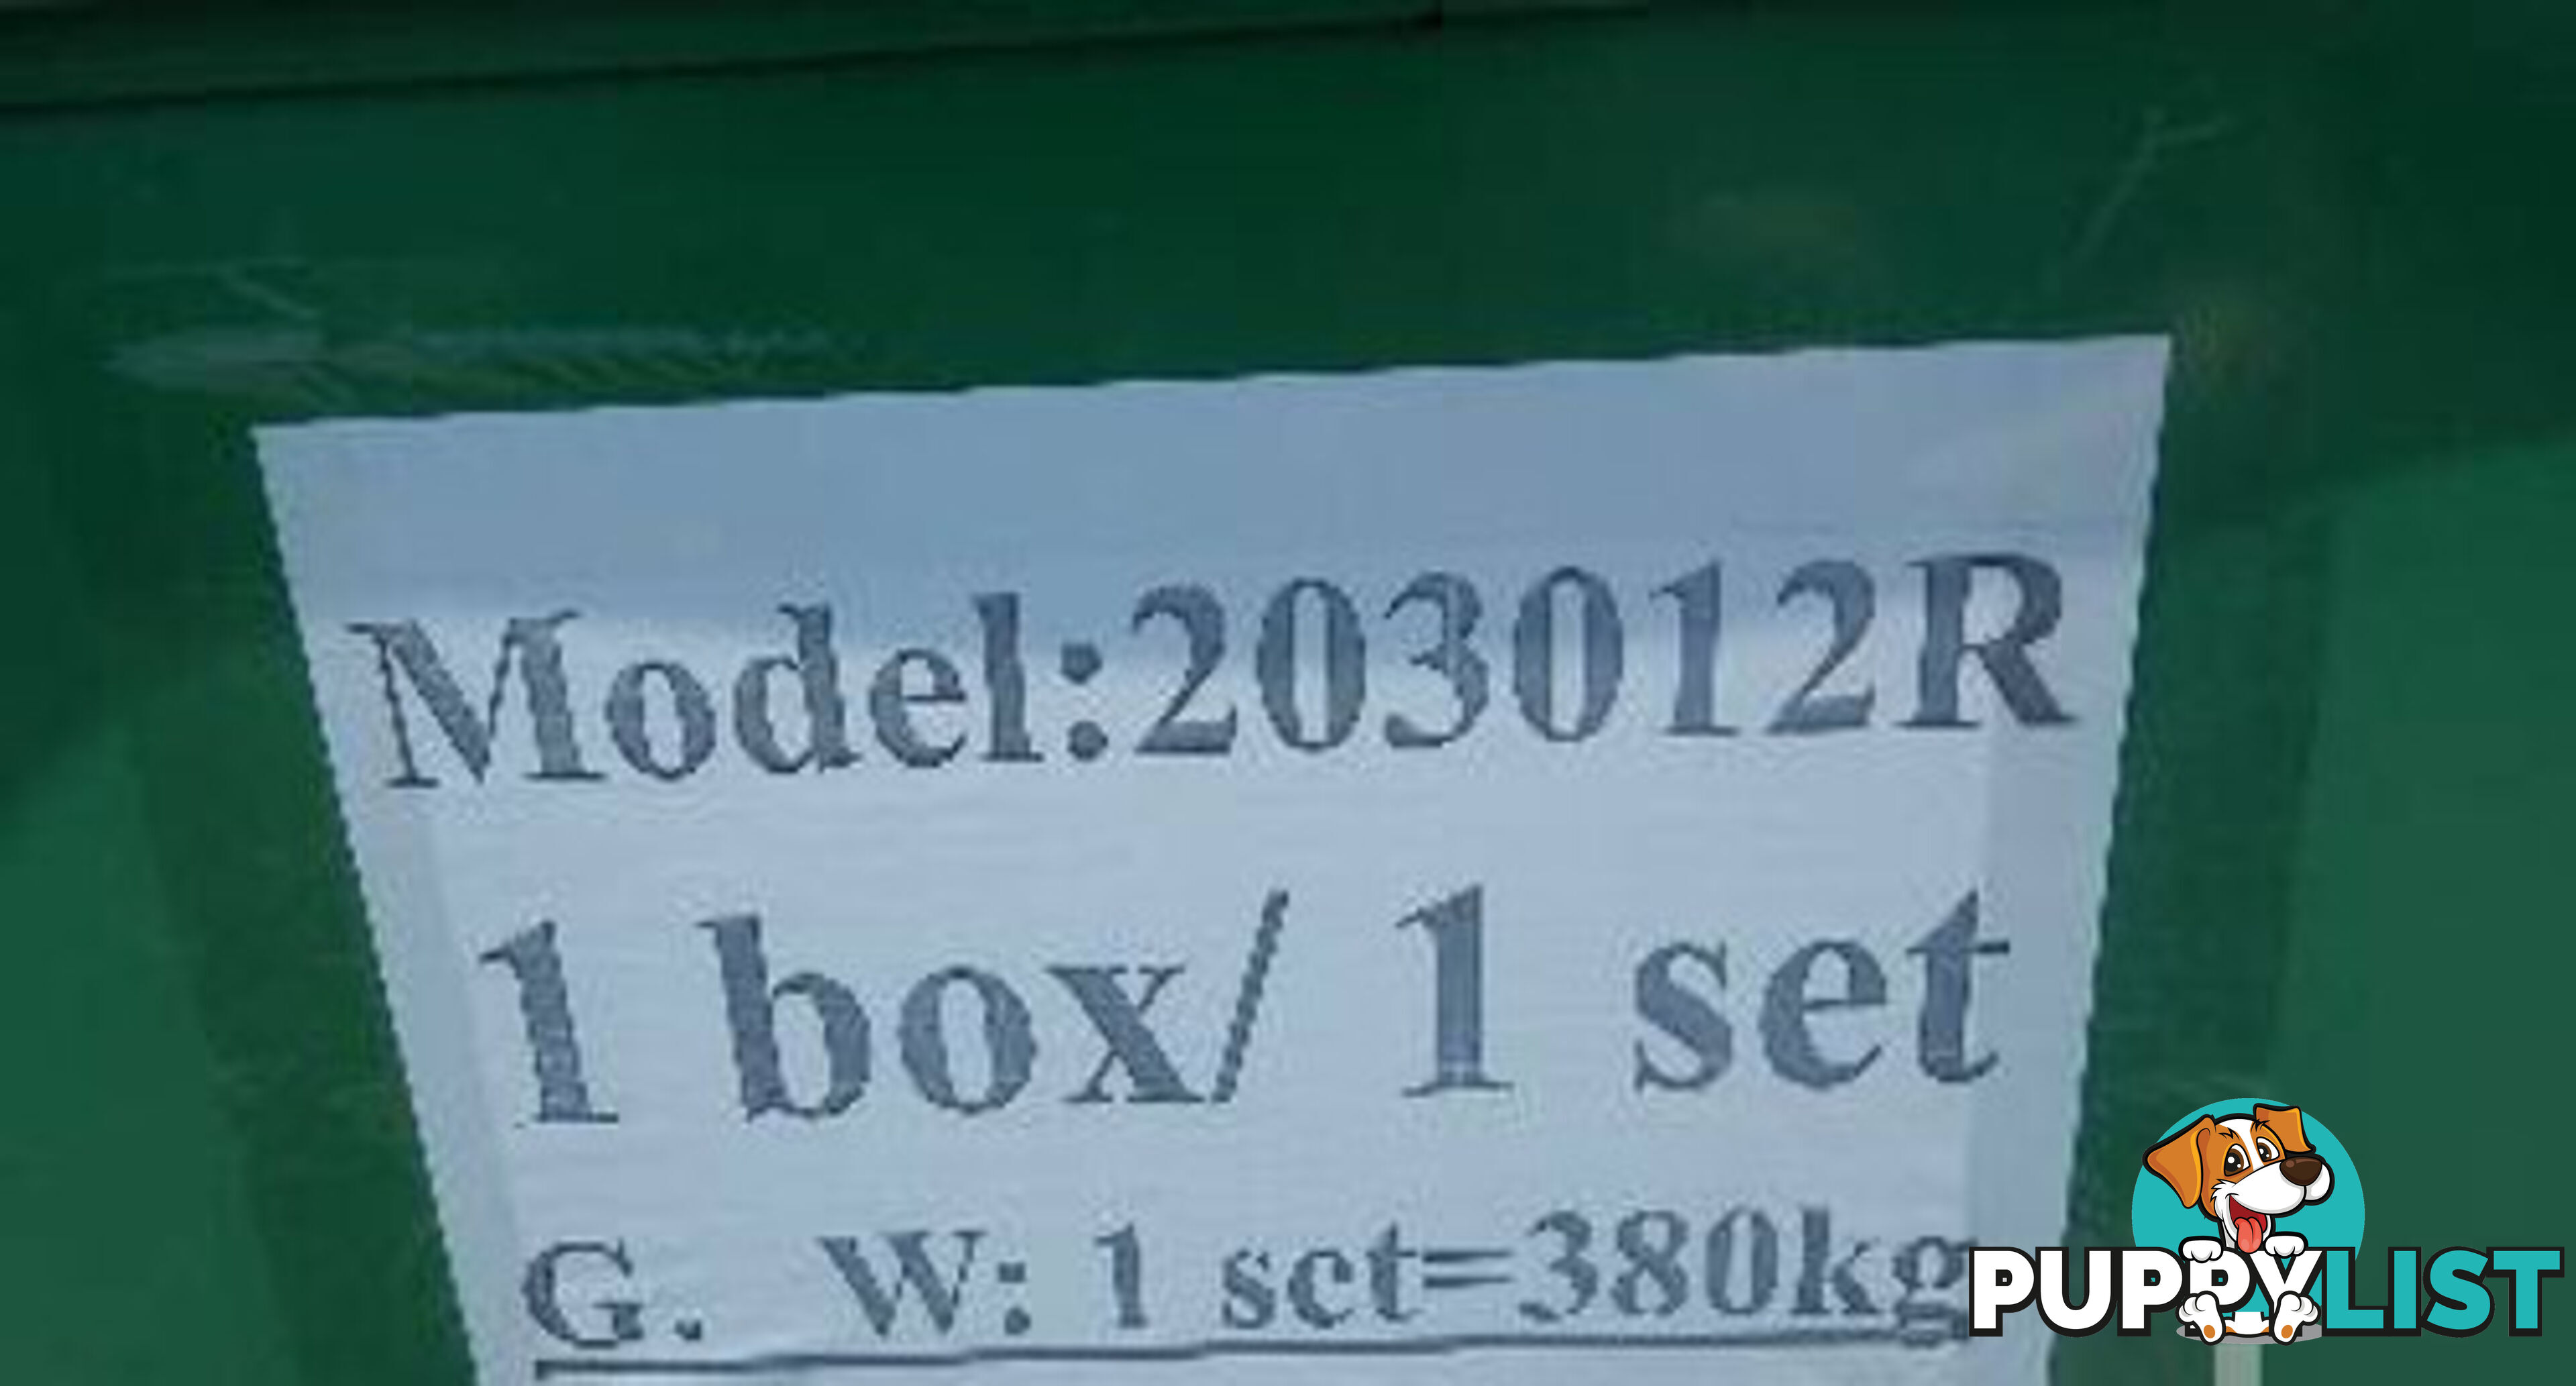 Model:203012R
1 box/ 1 set
G. W: 1 set=380kg
PUPPYLIST